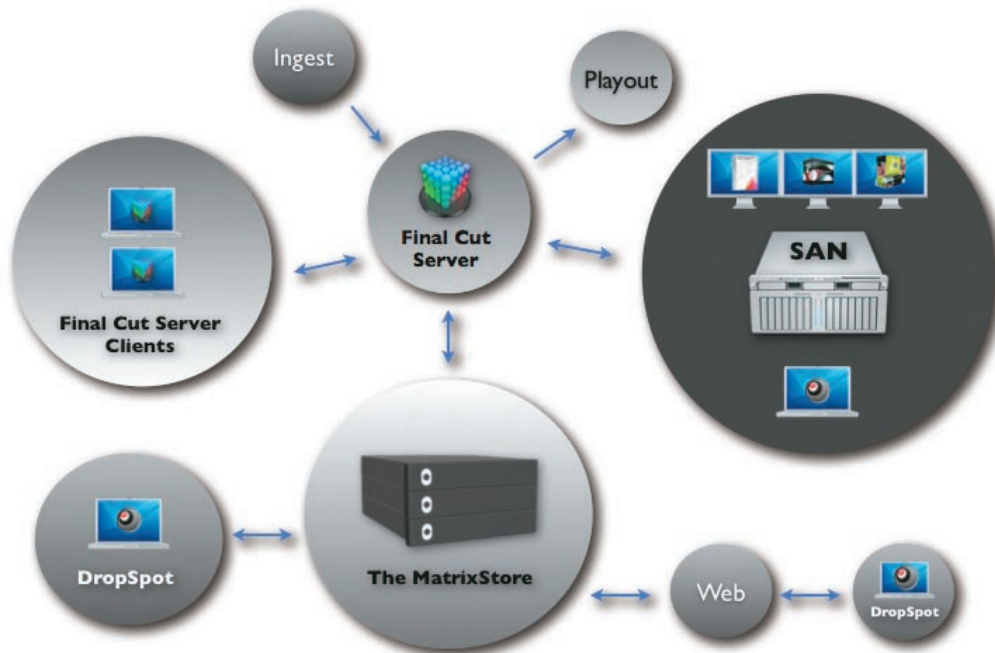 Ingest
Playout
Final Cut
Server
SAN
Final Cut Server
Clients
DropSpot
The MatrixStore
Web
DropSpot